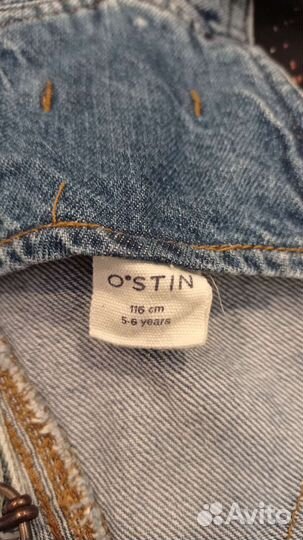 O'STIN
116 cm
5-6 years
Avito